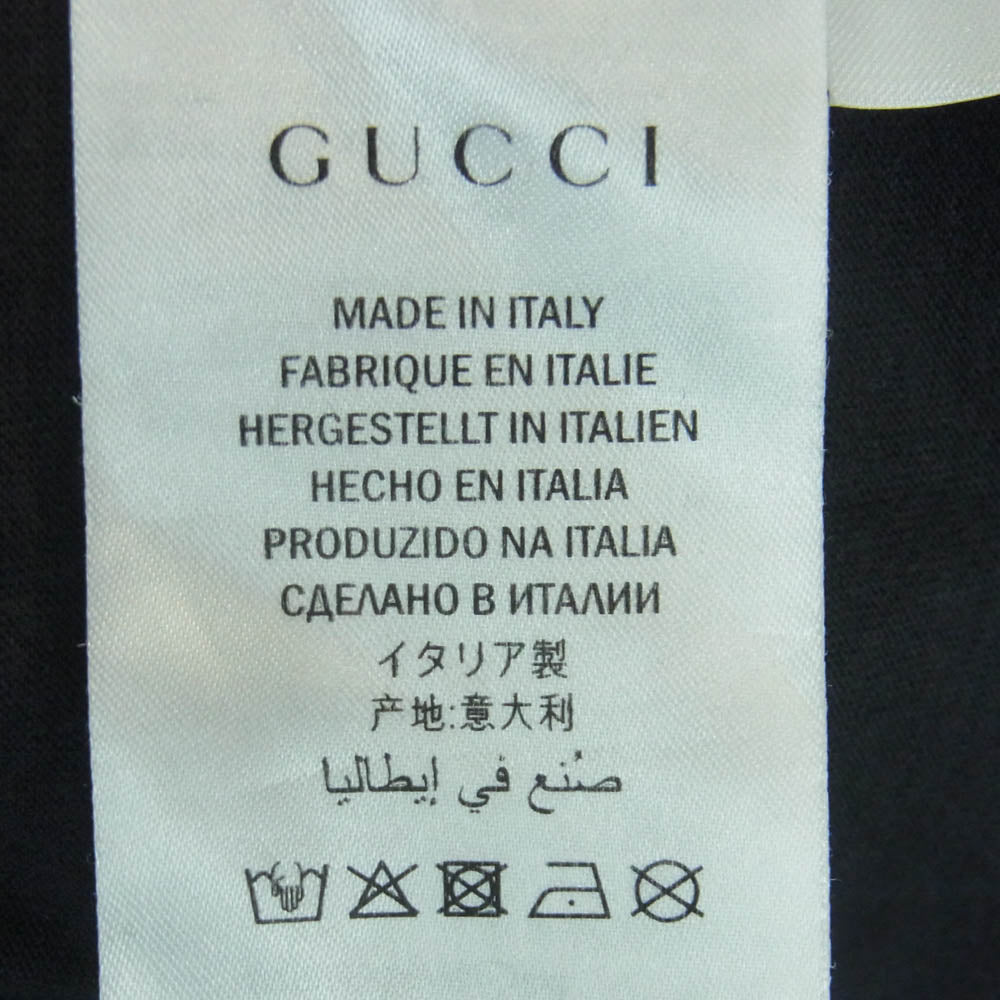 GUCCI
MADE IN ITALY
FABRIQUE EN ITALIE
HERGESTELLT IN ITALIEN
HECHO EN ITALIA
PRODUZIDO NA ITALIA
СДЕЛАНО В ИТАЛИИ
イタリア製
产地:意大利
صُنع في إيطاليا